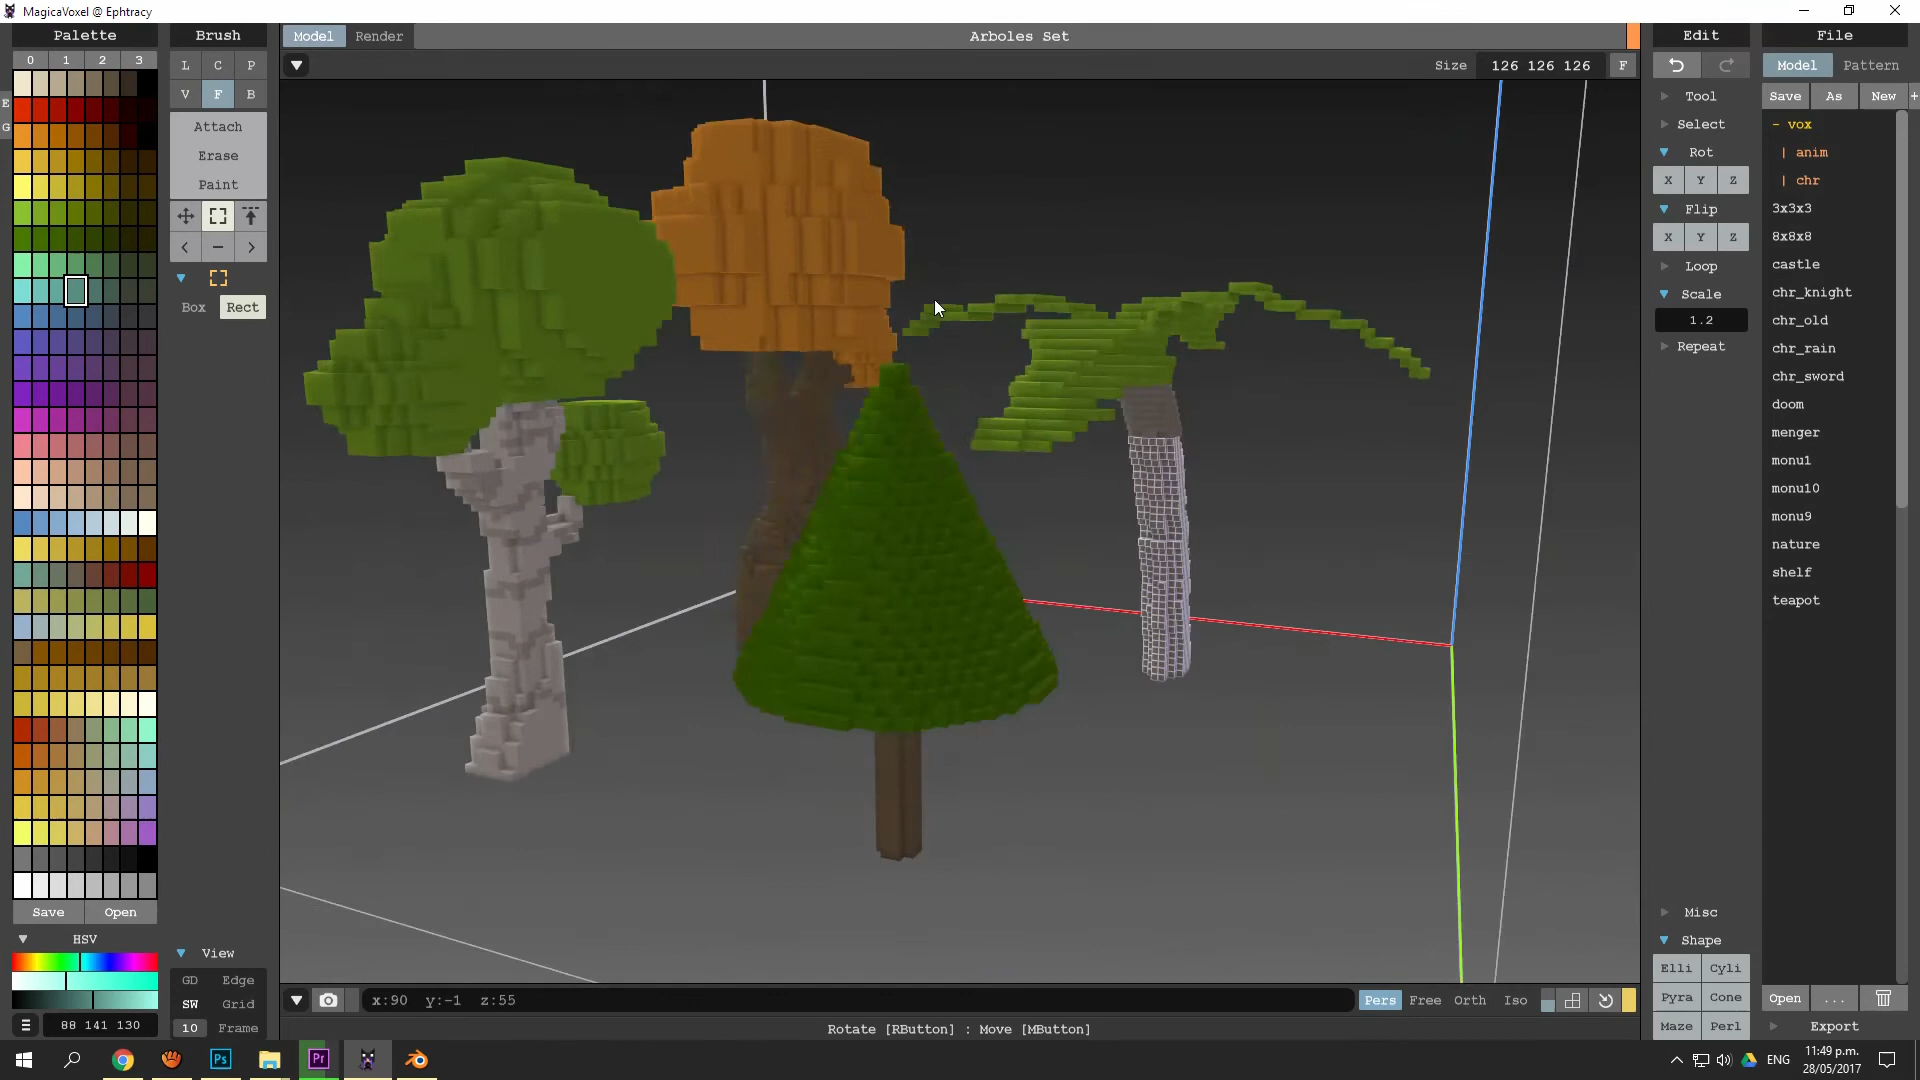 MagicaVoxel @ Ephtracy
Palette
Brush
Model
Render
Arboles Set
Edit
File
0 1 2 3
L C P
V F B
Size 126 126 126 F
Model Pattern
Tool
Save As New +
E
G
Attach
Erase
Paint
Select
Rot
X Y Z
Flip
X Y Z
Loop
Scale
1.2
Repeat
- vox
| anim
| chr
3x3x3
8x8x8
castle
chr_knight
chr_old
chr_rain
chr_sword
doom
menger
monu1
monu10
monu9
nature
shelf
teapot
< - >
Box Rect
Save Open
HSV
88 141 130
View
GD Edge
SW Grid
10 Frame
x:90 y:-1 z:55
Pers Free Orth Iso
Rotate [RButton] : Move [MButton]
Misc
Shape
Elli Cyli
Pyra Cone
Maze Perl
Open ...
Export
Ps
Pr
ENG
11:49 p.m.
28/05/2017